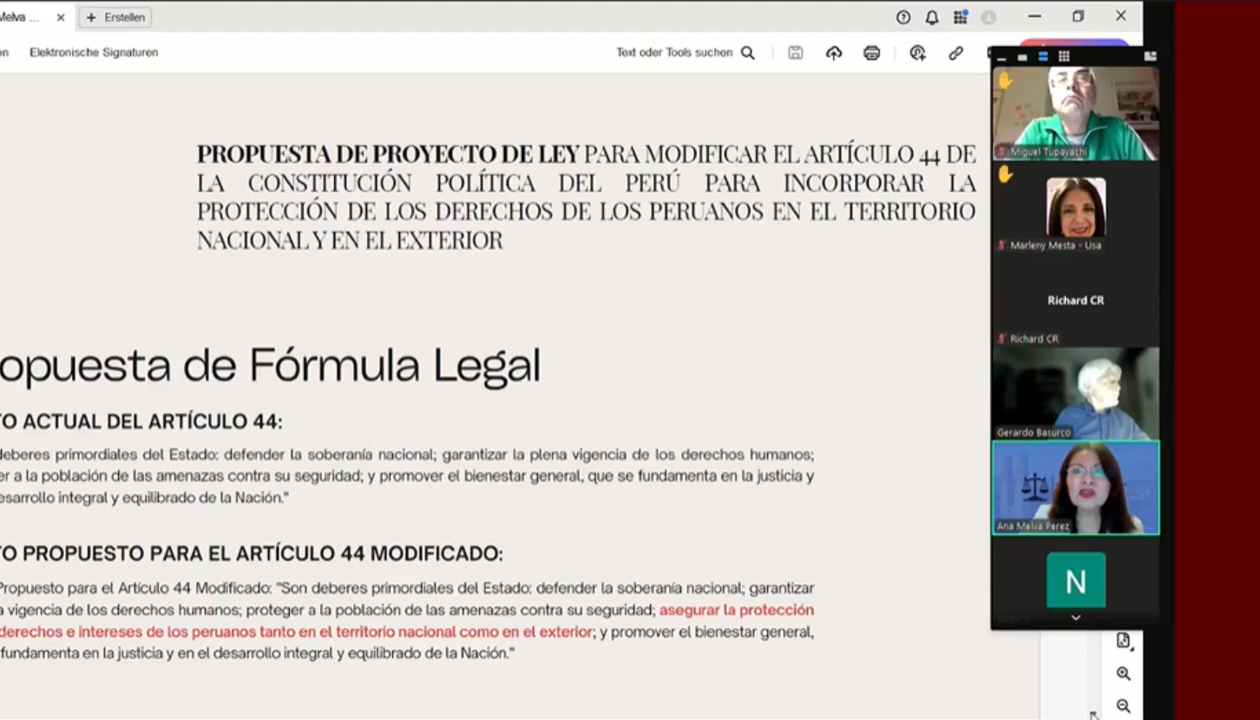 Melva ...
Erstellen
en
Elektronische Signaturen
Text oder Tools suchen
PROPUESTA DE PROYECTO DE LEY PARA MODIFICAR EL ARTÍCULO 44 DE
LA CONSTITUCIÓN POLÍTICA DEL PERÚ PARA INCORPORAR LA
PROTECCIÓN DE LOS DERECHOS DE LOS PERUANOS EN EL TERRITORIO
NACIONAL Y EN EL EXTERIOR
opuesta de Fórmula Legal
TO ACTUAL DEL ARTÍCULO 44:
deberes primordiales del Estado: defender la soberanía nacional; garantizar la plena vigencia de los derechos humanos;
er a la población de las amenazas contra su seguridad; y promover el bienestar general, que se fundamenta en la justicia y
esarrollo integral y equilibrado de la Nación."
TO PROPUESTO PARA EL ARTÍCULO 44 MODIFICADO:
Propuesto para el Artículo 44 Modificado: "Son deberes primordiales del Estado: defender la soberanía nacional; garantizar
a vigencia de los derechos humanos; proteger a la población de las amenazas contra su seguridad; asegurar la protección
derechos e intereses de los peruanos tanto en el territorio nacional como en el exterior; y promover el bienestar general,
fundamenta en la justicia y en el desarrollo integral y equilibrado de la Nación."
Miguel Tupayachi
Marleny Mesta - Usa
Richard CR
Richard CR
Gerardo Basurco
Ana Melva Perez
N